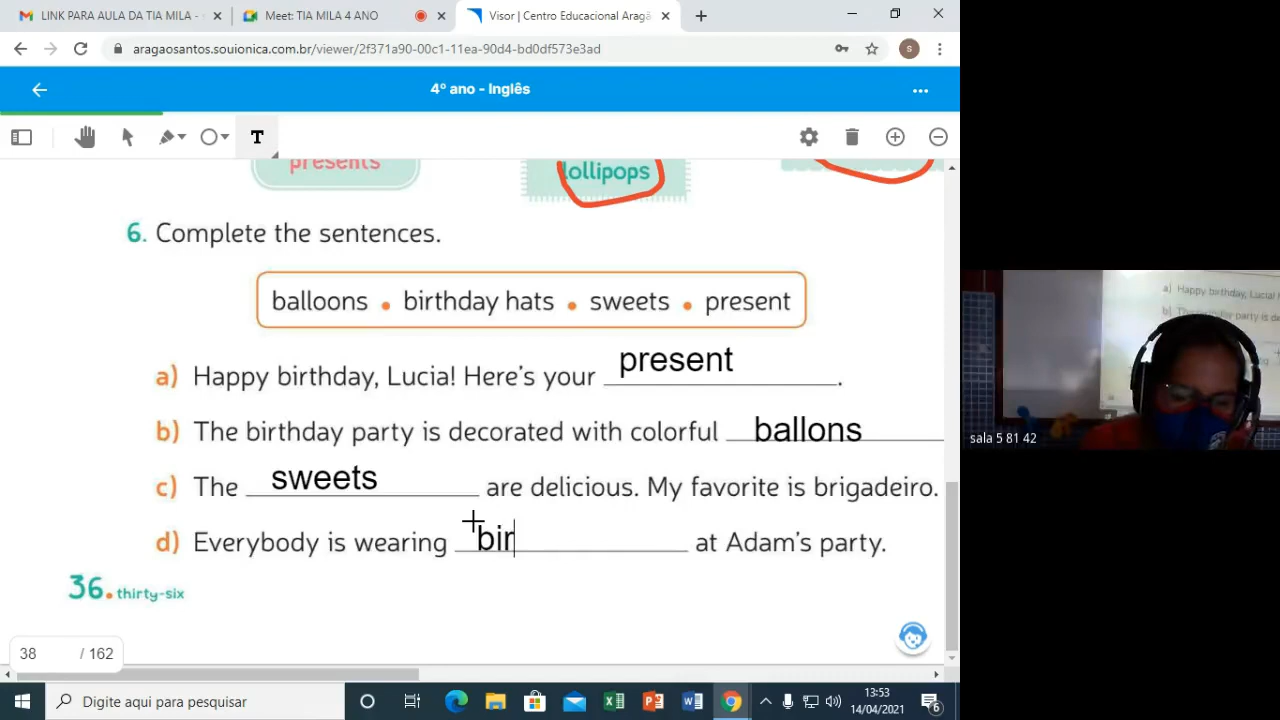 LINK PARA AULA DA TIA MILA -
Meet: TIA MILA 4 ANO
Visor | Centro Educacional Aragã
aragaosantos.souionica.com.br/viewer/2f371a90-00c1-11ea-90d4-bd0df573e3ad
s
4º ano - Inglês
T
presents
lollipops
6. Complete the sentences.
balloons • birthday hats • sweets • present
a) Happy birthday, Lucia! Here's your present.
b) The birthday party is decorated with colorful ballons
c) The sweets are delicious. My favorite is brigadeiro.
d) Everybody is wearing bir at Adam's party.
36. thirty-six
38 / 162
Digite aqui para pesquisar
13:53
14/04/2021
6
a) Happy birthday, Lucia!
sala 5 81 42